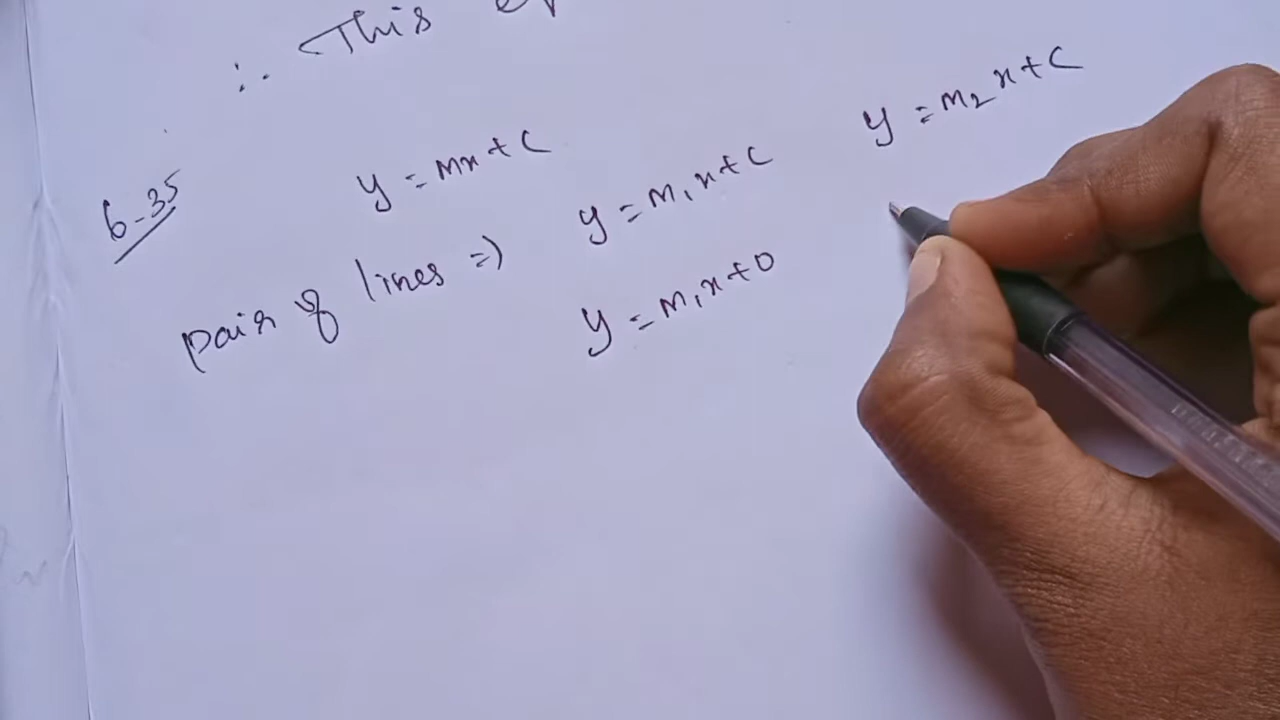 ∴ This
6-35
y = mx + c
pair of lines =) y = m₁x + c y = m₂x + c
y = m₁x + 0